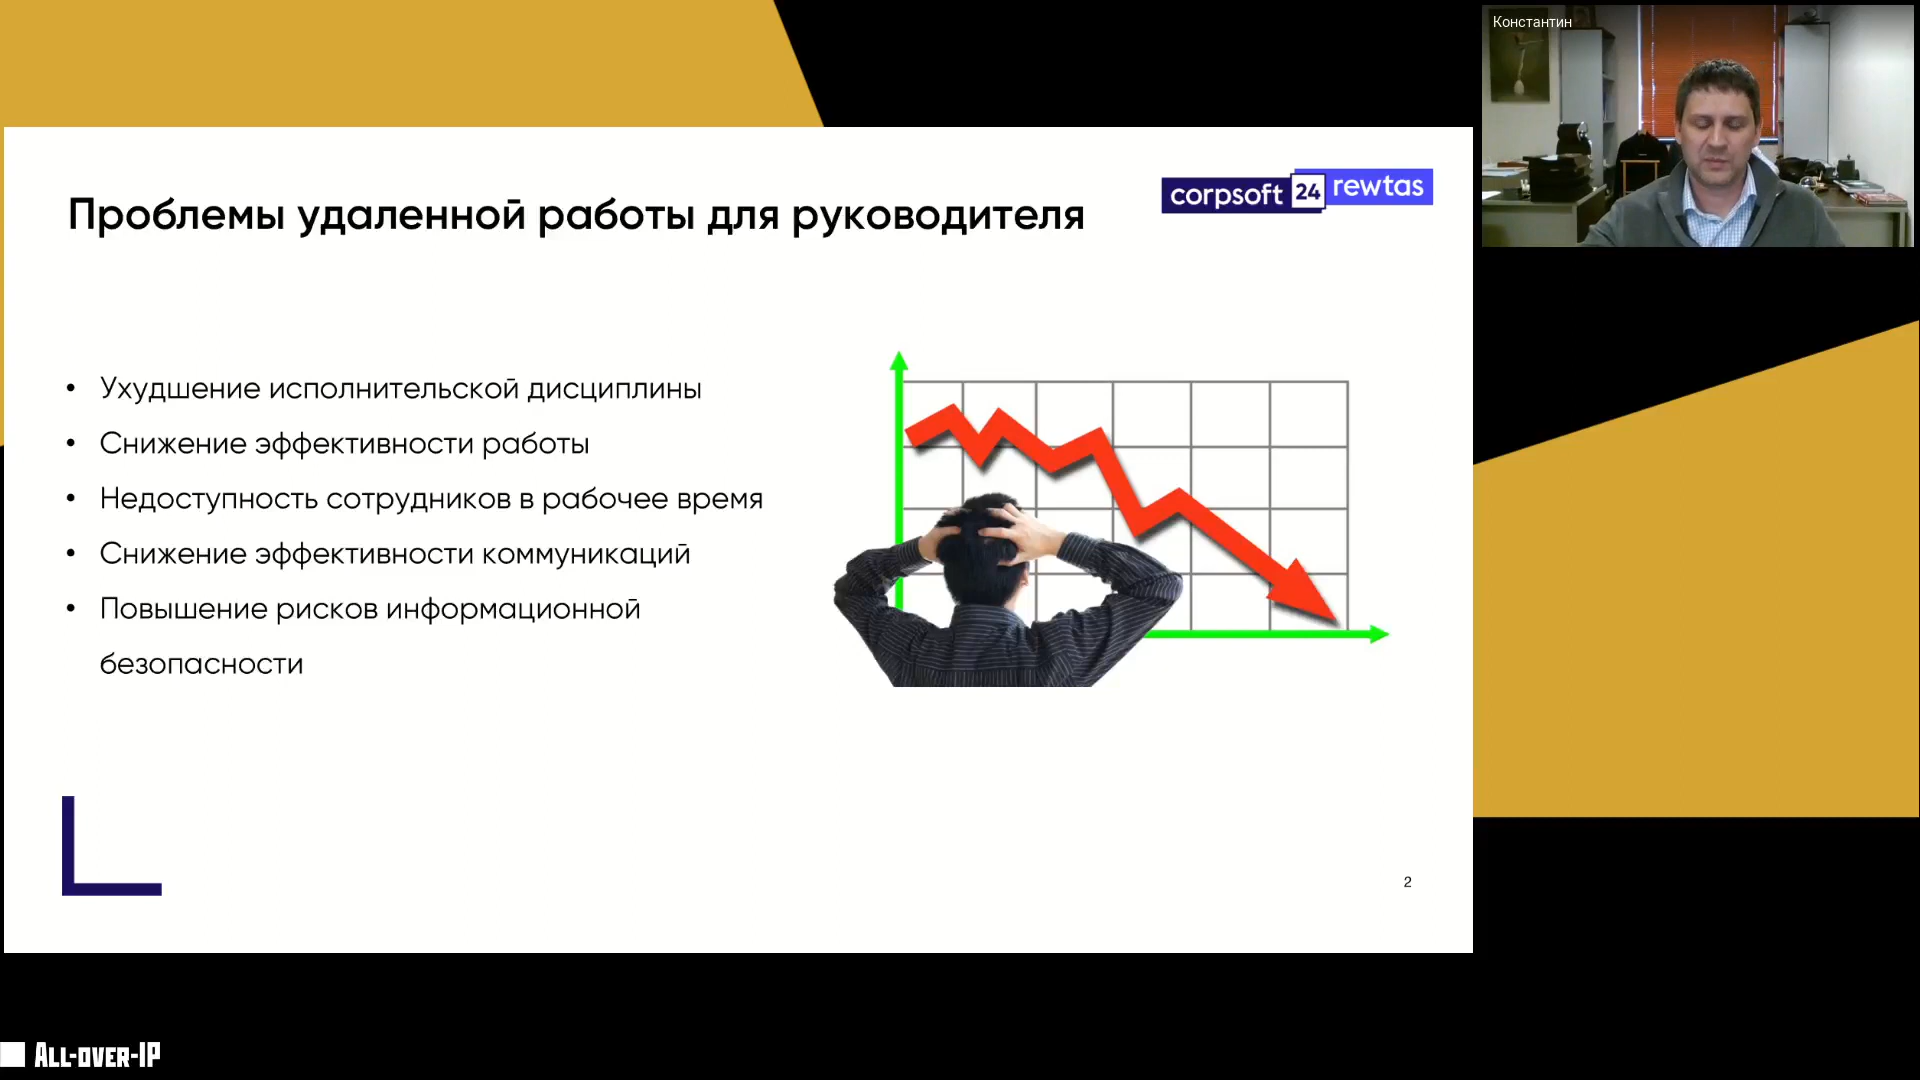 Константин
Проблемы удаленной работы для руководителя
corpsoft 24 rewtas
• Ухудшение исполнительской дисциплины
• Снижение эффективности работы
• Недоступность сотрудников в рабочее время
• Снижение эффективности коммуникаций
• Повышение рисков информационной
безопасности
2
ALL-OVER-IP